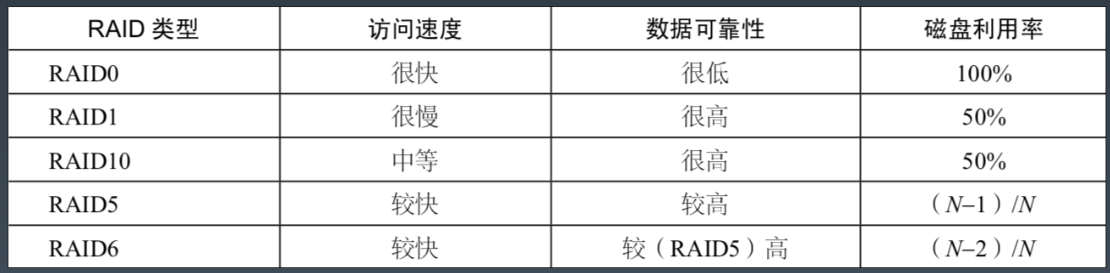 RAID 类型 访问速度 数据可靠性 磁盘利用率
RAID0 很快 很低 100%
RAID1 很慢 很高 50%
RAID10 中等 很高 50%
RAID5 较快 较高 （N–1）/N
RAID6 较快 较（RAID5）高 （N–2）/N